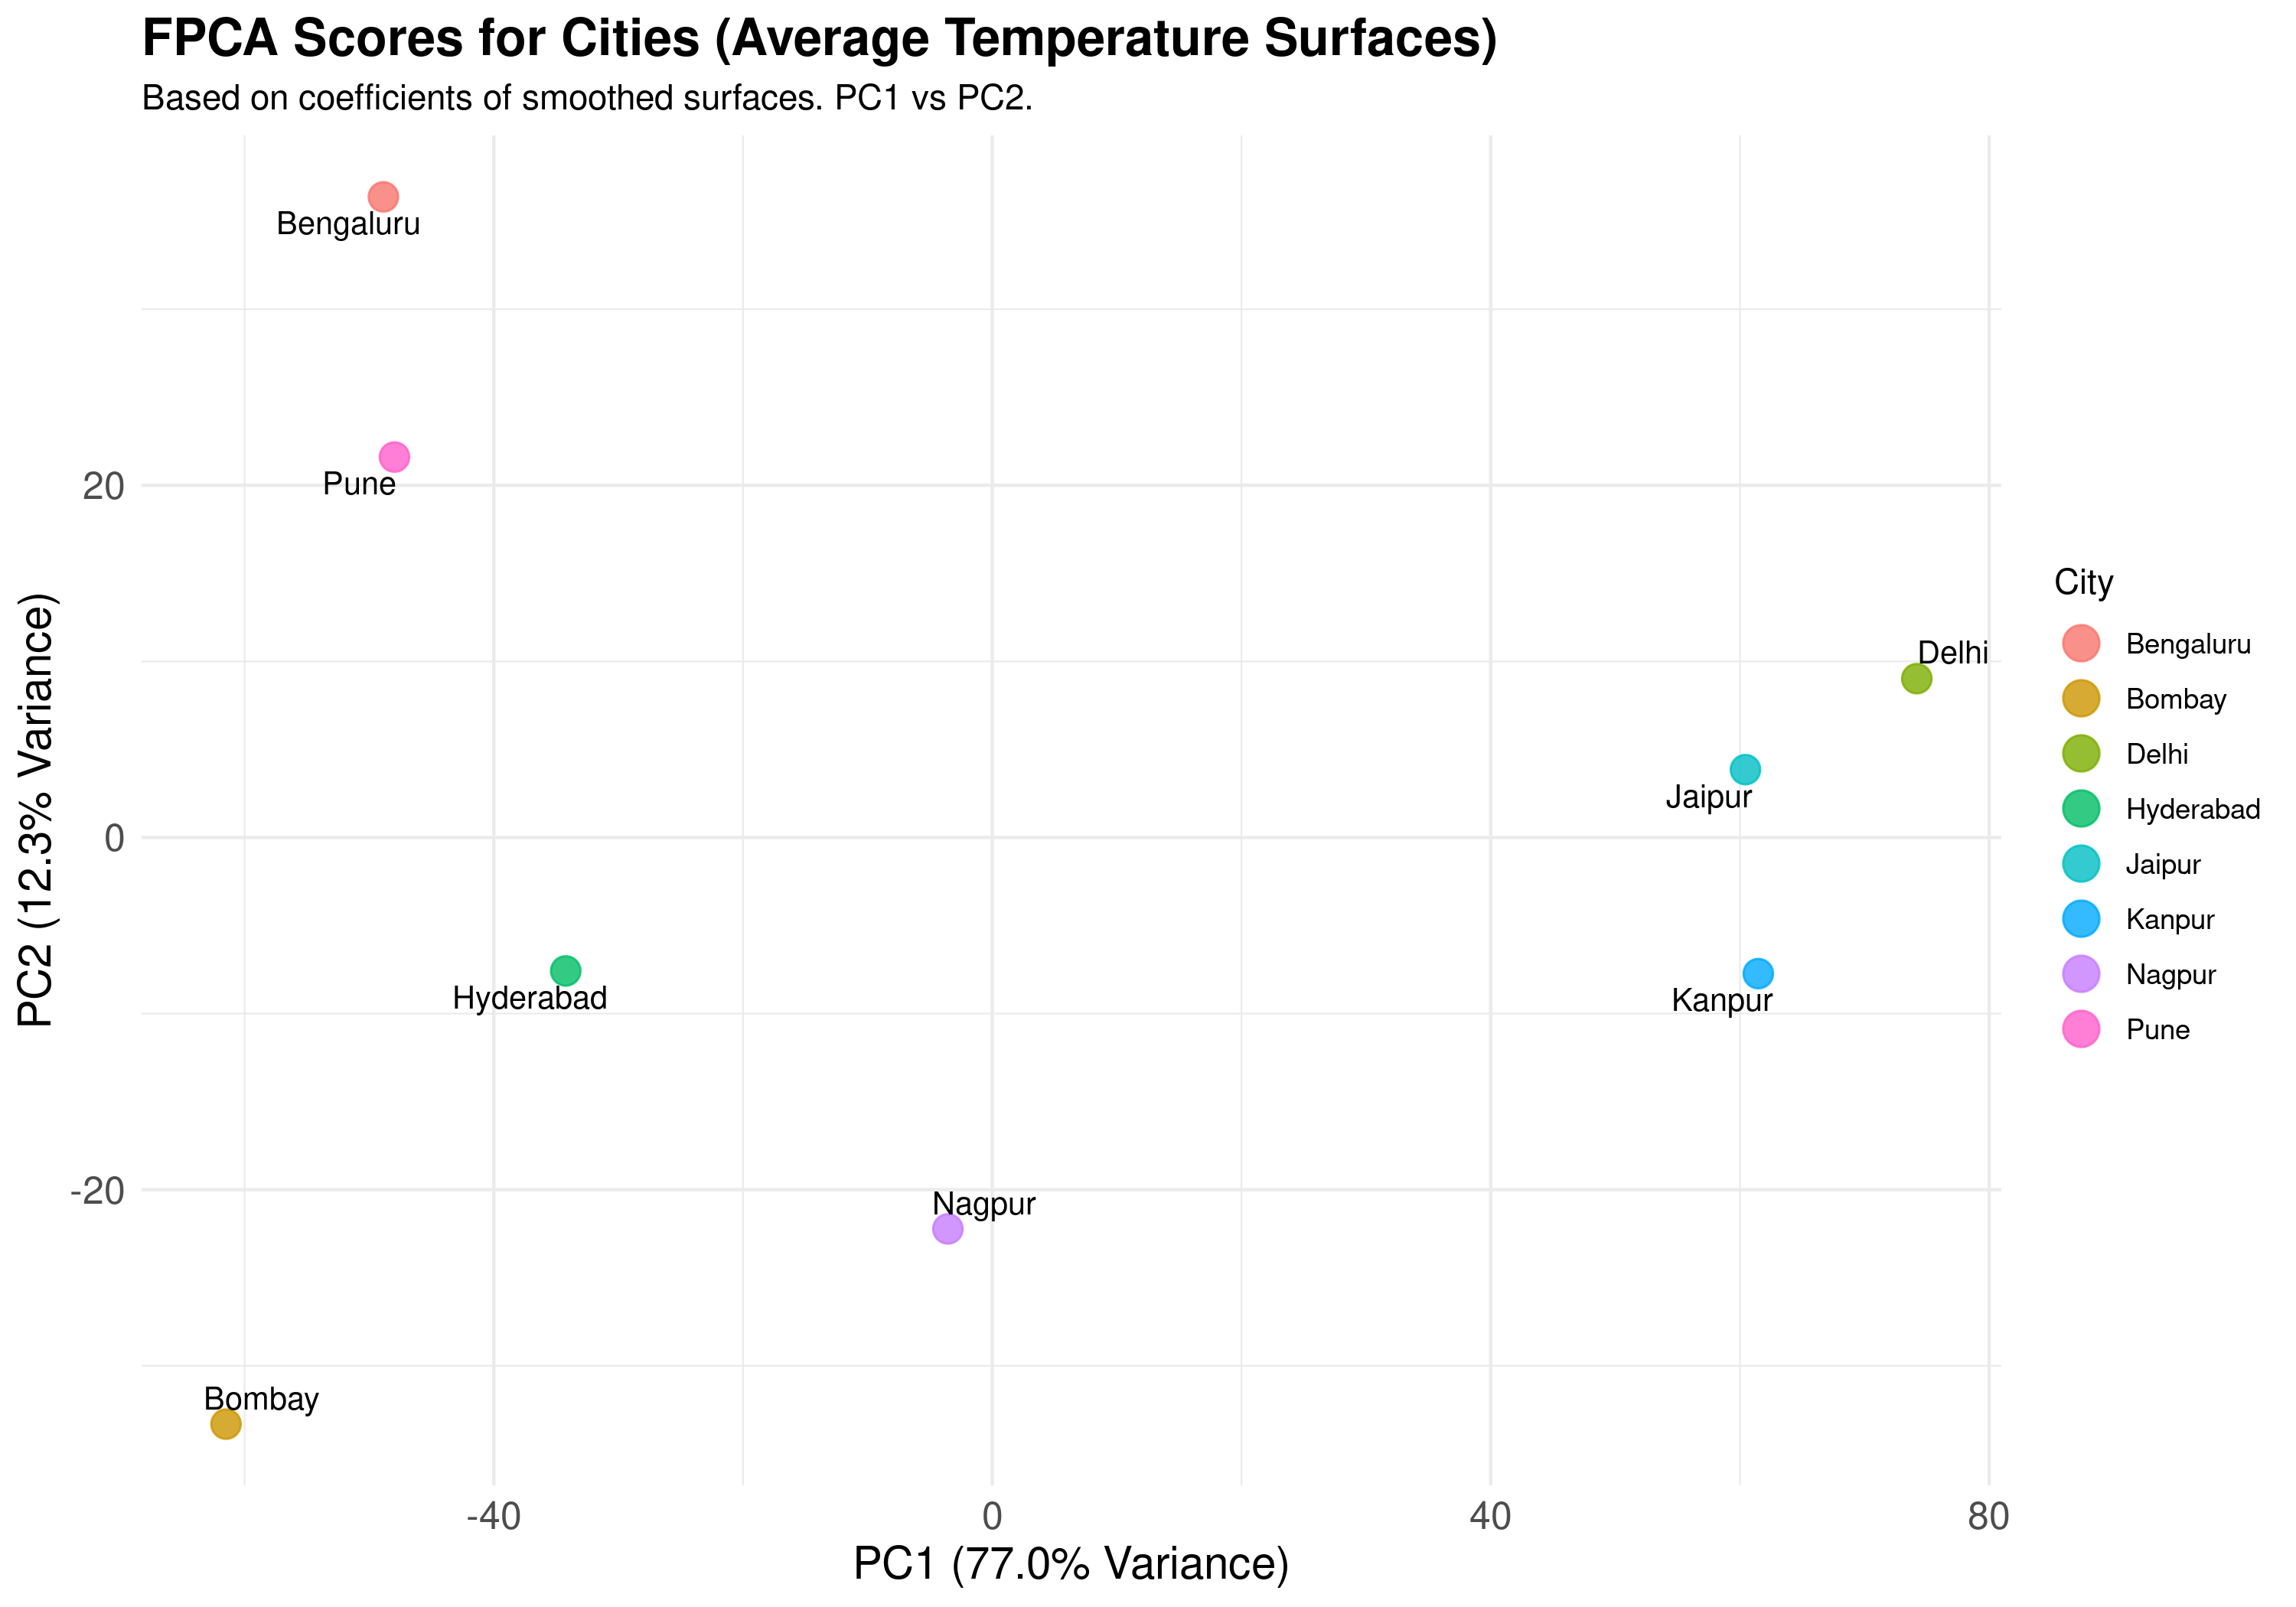 FPCA Scores for Cities (Average Temperature Surfaces)
Based on coefficients of smoothed surfaces. PC1 vs PC2.
Bengaluru
Pune
Delhi
Jaipur
Hyderabad
Kanpur
Nagpur
Bombay
20
0
-20
PC2 (12.3% Variance)
-40
0
40
80
PC1 (77.0% Variance)
City
Bengaluru
Bombay
Delhi
Hyderabad
Jaipur
Kanpur
Nagpur
Pune